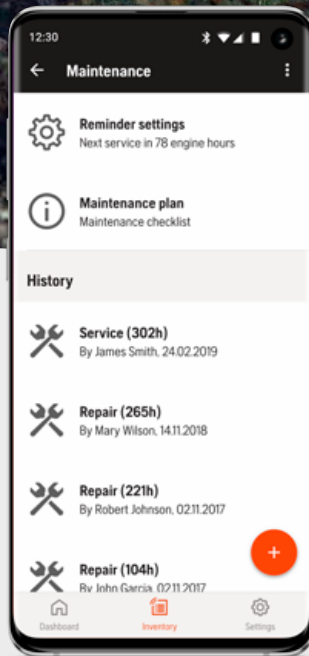 12:30
Maintenance
Reminder settings
Next service in 78 engine hours
Maintenance plan
Maintenance checklist
History
Service (302h)
By James Smith, 24.02.2019
Repair (265h)
By Mary Wilson, 14.11.2018
Repair (221h)
By Robert Johnson, 02.11.2017
Repair (104h)
By John Garcia, 02.11.2017
Dashboard
Inventory
Settings